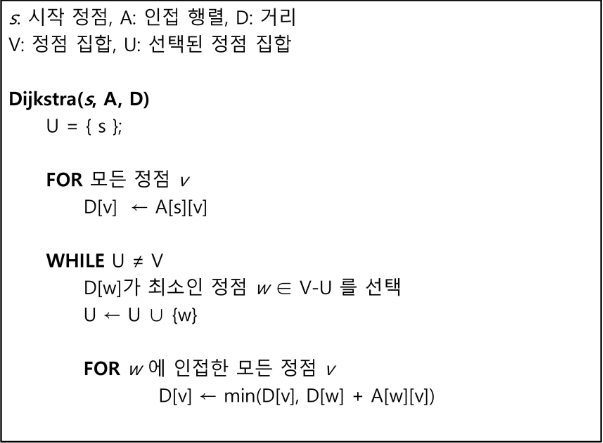 s: 시작 정점, A: 인접 행렬, D: 거리
V: 정점 집합, U: 선택된 정점 집합
Dijkstra(s, A, D)
U = { s };
FOR 모든 정점 v
D[v] ← A[s][v]
WHILE U ≠ V
D[w]가 최소인 정점 w ∈ V-U 를 선택
U ← U ∪ {w}
FOR w 에 인접한 모든 정점 v
D[v] ← min(D[v], D[w] + A[w][v])